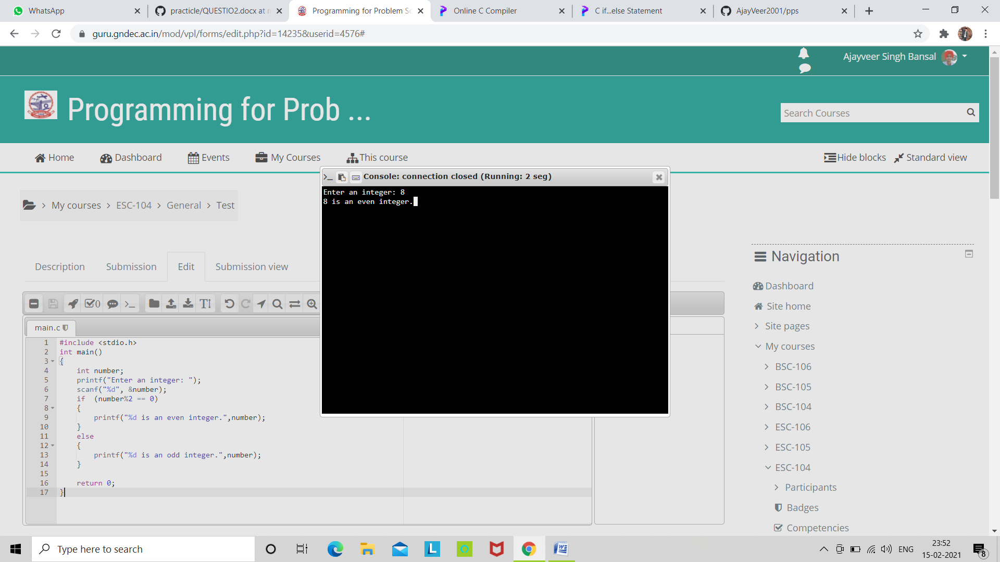 WhatsApp
practicle/QUESTIO2.docx at n
Programming for Problem So
Online C Compiler
C if...else Statement
AjayVeer2001/pps
guru.gndec.ac.in/mod/vpl/forms/edit.php?id=14235&userid=4576#
Ajayveer Singh Bansal
Programming for Prob ...
Search Courses
Home
Dashboard
Events
My Courses
This course
Hide blocks
Standard view
Console: connection closed (Running: 2 seg)
Enter an integer: 8
8 is an even integer.
My courses
ESC-104
General
Test
Description
Submission
Edit
Submission view
0
main.c
1 #include <stdio.h>
2 int main()
3 {
4 int number;
5 printf("Enter an integer: ");
6 scanf("%d", &number);
7 if  (number%2 == 0)
8 {
9 printf("%d is an even integer.",number);
10 }
11 else
12 {
13 printf("%d is an odd integer.",number);
14 }
15
16 return 0;
17 }
Navigation
Dashboard
Site home
Site pages
My courses
BSC-106
BSC-105
BSC-104
ESC-106
ESC-105
ESC-104
Participants
Badges
Competencies
Type here to search
ENG
23:52
15-02-2021
8